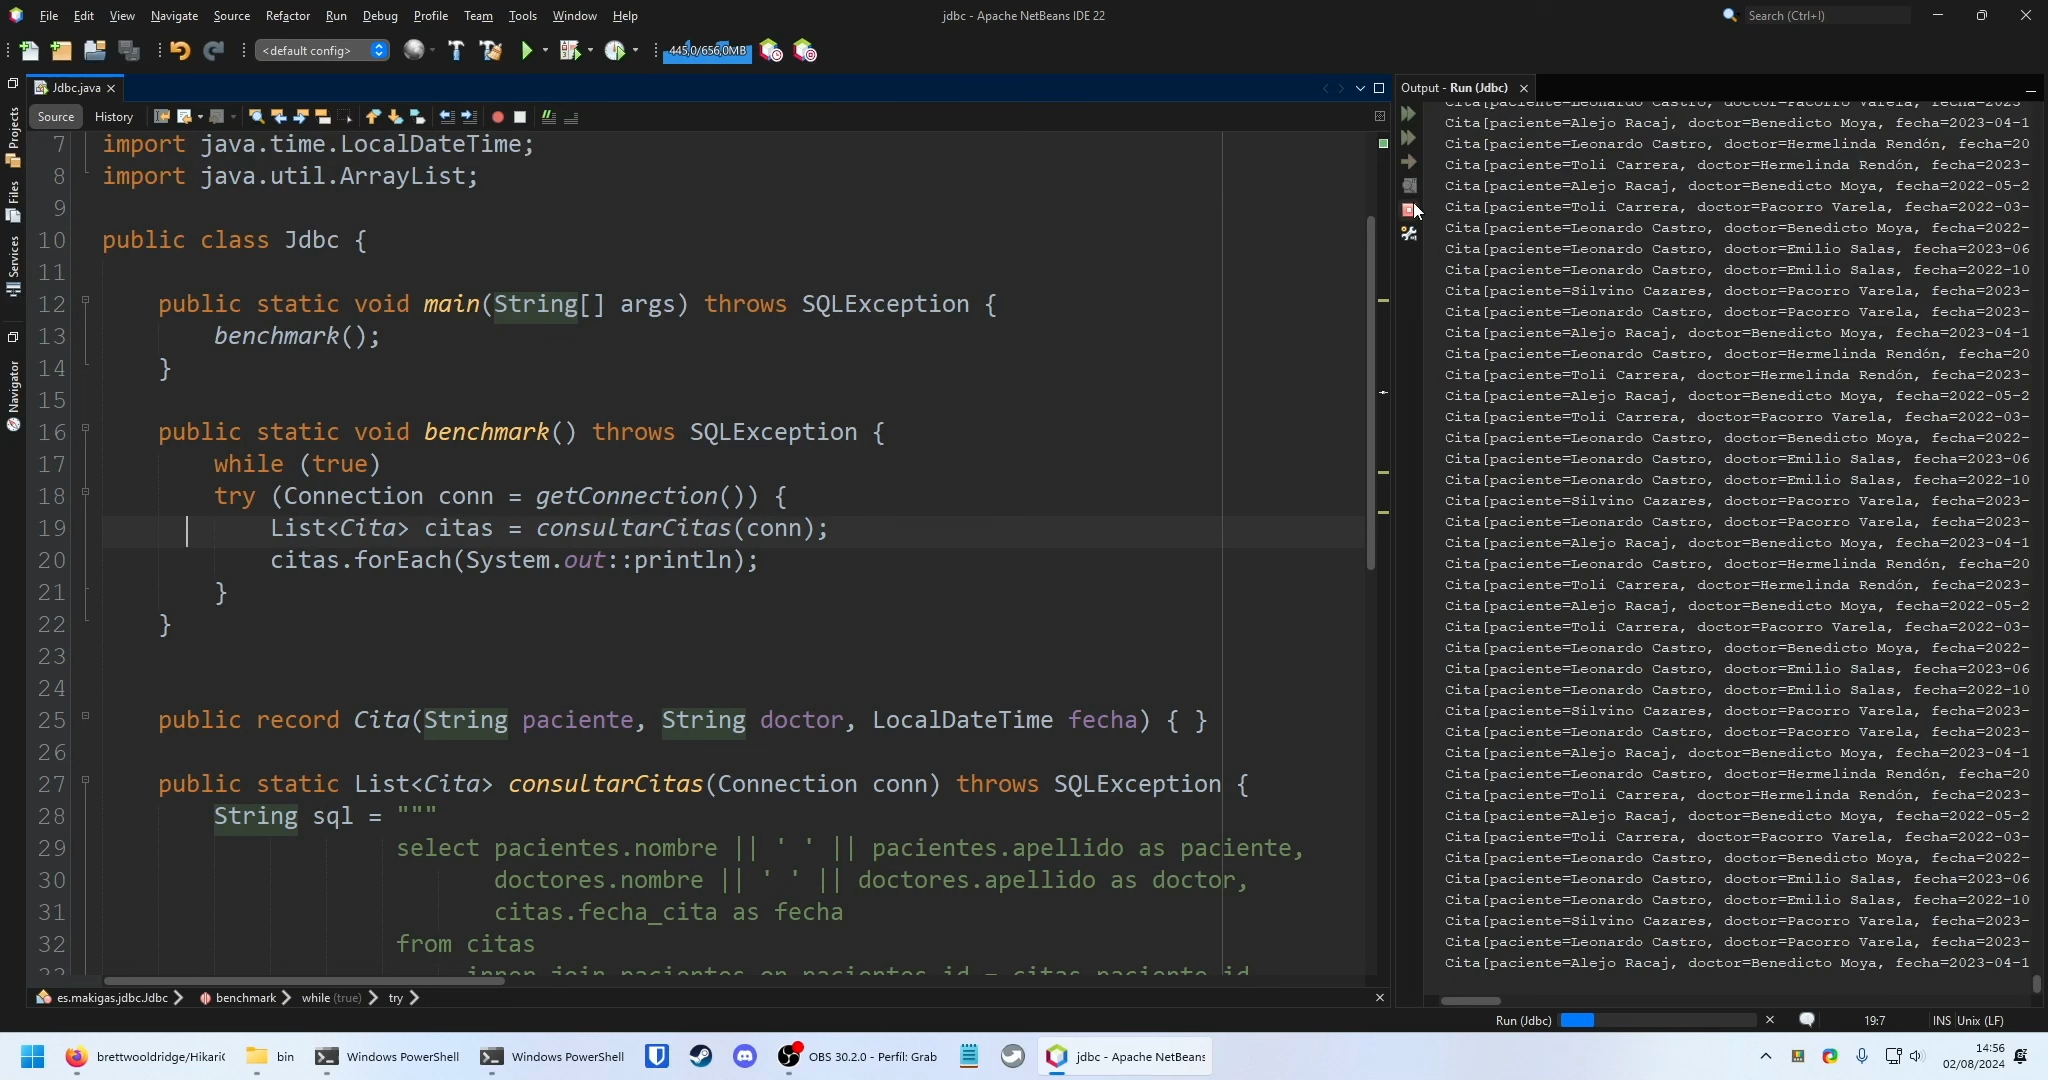 File Edit View Navigate Source Refactor Run Debug Profile Team Tools Window Help
jdbc - Apache NetBeans IDE 22
Search (Ctrl+I)
<default config>
445,0/656,0MB
Jdbc.java
Output - Run (Jdbc)
Source History
Projects
Files
Services
Navigator
7 import java.time.LocalDateTime;
8 import java.util.ArrayList;
9
10 public class Jdbc {
11
12 public static void main(String[] args) throws SQLException {
13 benchmark();
14 }
15
16 public static void benchmark() throws SQLException {
17 while (true)
18 try (Connection conn = getConnection()) {
19 List<Cita> citas = consultarCitas(conn);
20 citas.forEach(System.out::println);
21 }
22 }
23
24
25 public record Cita(String paciente, String doctor, LocalDateTime fecha) { }
26
27 public static List<Cita> consultarCitas(Connection conn) throws SQLException {
28 String sql = """
29 select pacientes.nombre || ' ' || pacientes.apellido as paciente,
30 doctores.nombre || ' ' || doctores.apellido as doctor,
31 citas.fecha_cita as fecha
32 from citas
33 inner join pacientes on pacientes.id = citas.paciente_id
Cita[paciente=Leonardo Castro, doctor=Pacorro Varela, fecha=2023-
Cita[paciente=Alejo Racaj, doctor=Benedicto Moya, fecha=2023-04-1
Cita[paciente=Leonardo Castro, doctor=Hermelinda Rendón, fecha=20
Cita[paciente=Toli Carrera, doctor=Hermelinda Rendón, fecha=2023-
Cita[paciente=Alejo Racaj, doctor=Benedicto Moya, fecha=2022-05-2
Cita[paciente=Toli Carrera, doctor=Pacorro Varela, fecha=2022-03-
Cita[paciente=Leonardo Castro, doctor=Benedicto Moya, fecha=2022-
Cita[paciente=Leonardo Castro, doctor=Emilio Salas, fecha=2023-06
Cita[paciente=Leonardo Castro, doctor=Emilio Salas, fecha=2022-10
Cita[paciente=Silvino Cazares, doctor=Pacorro Varela, fecha=2023-
Cita[paciente=Leonardo Castro, doctor=Pacorro Varela, fecha=2023-
Cita[paciente=Alejo Racaj, doctor=Benedicto Moya, fecha=2023-04-1
Cita[paciente=Leonardo Castro, doctor=Hermelinda Rendón, fecha=20
Cita[paciente=Toli Carrera, doctor=Hermelinda Rendón, fecha=2023-
Cita[paciente=Alejo Racaj, doctor=Benedicto Moya, fecha=2022-05-2
Cita[paciente=Toli Carrera, doctor=Pacorro Varela, fecha=2022-03-
Cita[paciente=Leonardo Castro, doctor=Benedicto Moya, fecha=2022-
Cita[paciente=Leonardo Castro, doctor=Emilio Salas, fecha=2023-06
Cita[paciente=Leonardo Castro, doctor=Emilio Salas, fecha=2022-10
Cita[paciente=Silvino Cazares, doctor=Pacorro Varela, fecha=2023-
Cita[paciente=Leonardo Castro, doctor=Pacorro Varela, fecha=2023-
Cita[paciente=Alejo Racaj, doctor=Benedicto Moya, fecha=2023-04-1
Cita[paciente=Leonardo Castro, doctor=Hermelinda Rendón, fecha=20
Cita[paciente=Toli Carrera, doctor=Hermelinda Rendón, fecha=2023-
Cita[paciente=Alejo Racaj, doctor=Benedicto Moya, fecha=2022-05-2
Cita[paciente=Toli Carrera, doctor=Pacorro Varela, fecha=2022-03-
Cita[paciente=Leonardo Castro, doctor=Benedicto Moya, fecha=2022-
Cita[paciente=Leonardo Castro, doctor=Emilio Salas, fecha=2023-06
Cita[paciente=Leonardo Castro, doctor=Emilio Salas, fecha=2022-10
Cita[paciente=Silvino Cazares, doctor=Pacorro Varela, fecha=2023-
Cita[paciente=Leonardo Castro, doctor=Pacorro Varela, fecha=2023-
Cita[paciente=Alejo Racaj, doctor=Benedicto Moya, fecha=2023-04-1
Cita[paciente=Leonardo Castro, doctor=Hermelinda Rendón, fecha=20
Cita[paciente=Toli Carrera, doctor=Hermelinda Rendón, fecha=2023-
Cita[paciente=Alejo Racaj, doctor=Benedicto Moya, fecha=2022-05-2
Cita[paciente=Toli Carrera, doctor=Pacorro Varela, fecha=2022-03-
Cita[paciente=Leonardo Castro, doctor=Benedicto Moya, fecha=2022-
Cita[paciente=Leonardo Castro, doctor=Emilio Salas, fecha=2023-06
Cita[paciente=Leonardo Castro, doctor=Emilio Salas, fecha=2022-10
Cita[paciente=Silvino Cazares, doctor=Pacorro Varela, fecha=2023-
Cita[paciente=Leonardo Castro, doctor=Pacorro Varela, fecha=2023-
Cita[paciente=Alejo Racaj, doctor=Benedicto Moya, fecha=2023-04-1
es.makigas.jdbc.Jdbc benchmark while (true) try
Run (Jdbc) 19:7 INS Unix (LF)
brettwooldridge/Hikari bin Windows PowerShell Windows PowerShell OBS 30.2.0 - Perfil: Grab jdbc - Apache NetBeans
14:56
02/08/2024